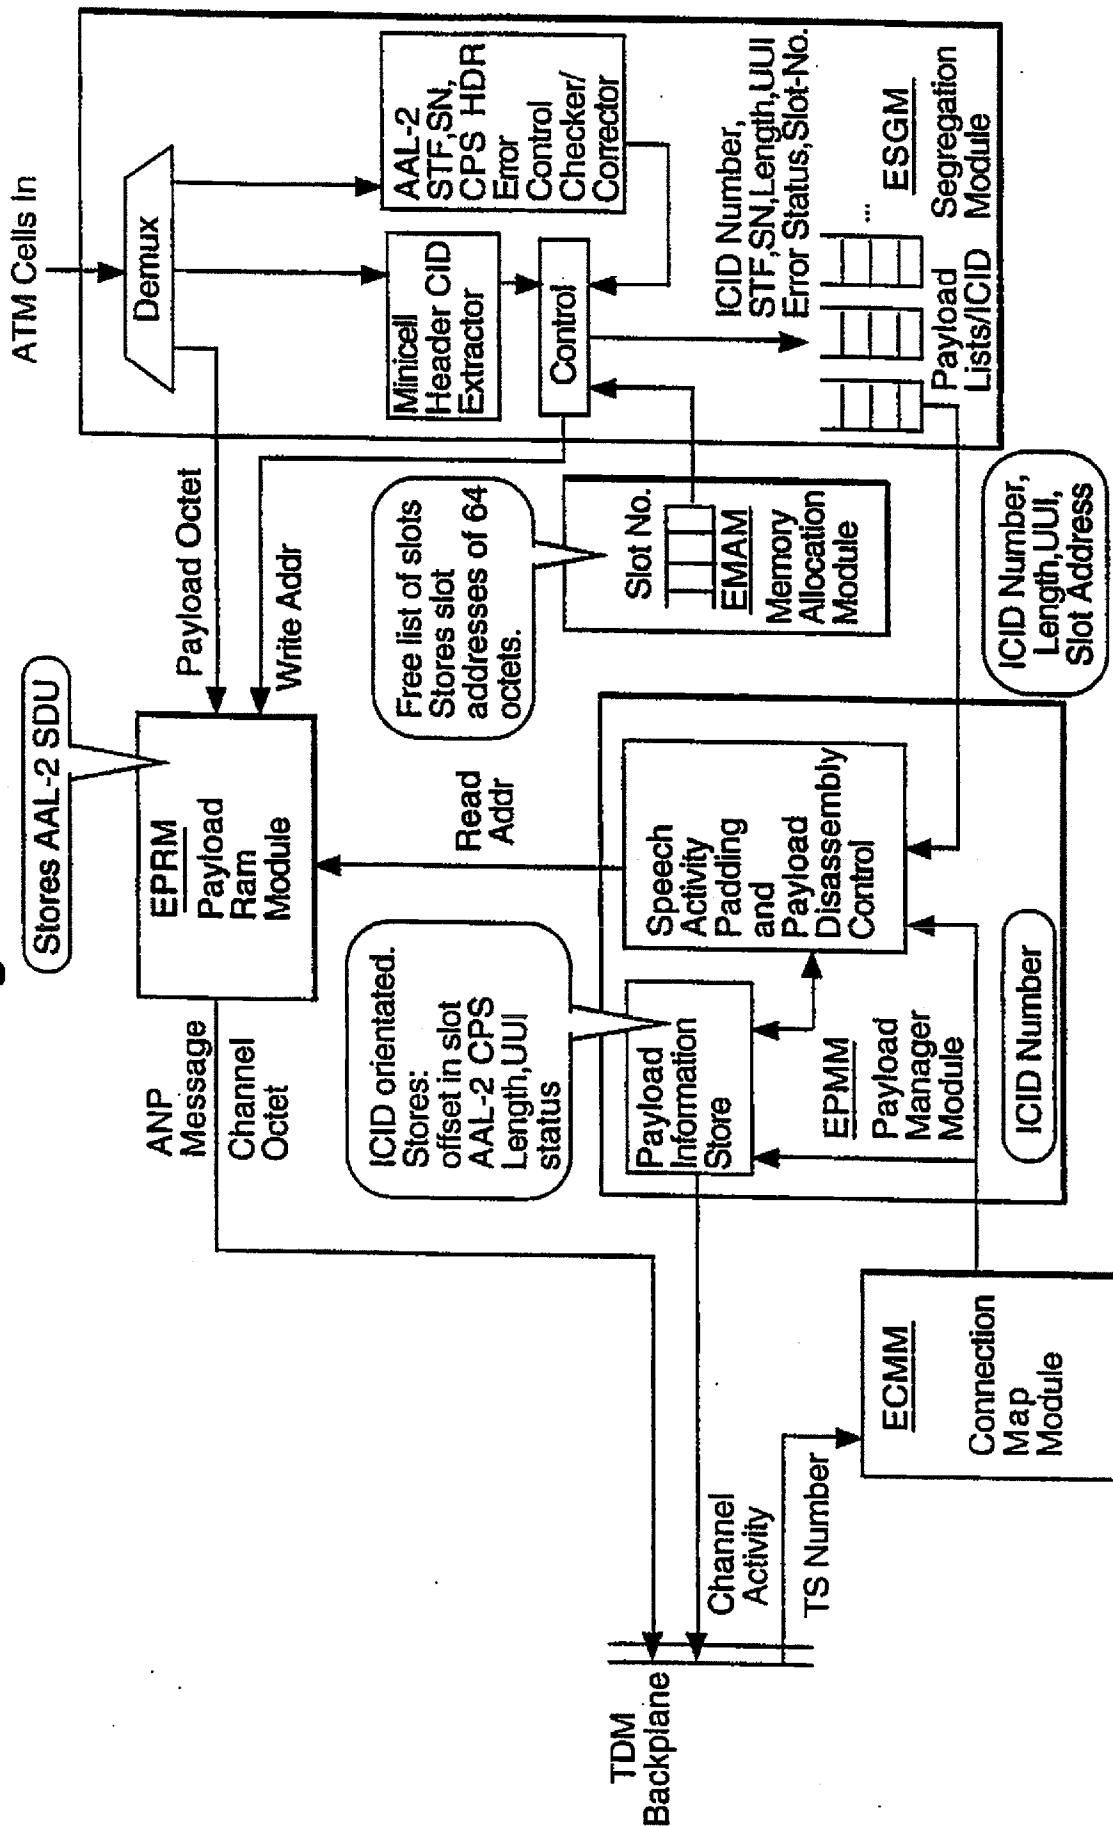 ATM Cells In
Demux
AAL-2
STF,SN,
CPS HDR
Error
Control
Checker/
Corrector
Minicell
Header CID
Extractor
Control
ICID Number,
STF,SN,Length,UUI
Error Status,Slot-No.
...
Payload
Lists/ICID
ESGM
Segregation
Module
Payload Octet
Write Addr
Free list of slots
Stores slot
addresses of 64
octets.
Slot No.
EMAM
Memory
Allocation
Module
ICID Number,
Length,UUI,
Slot Address
Stores AAL-2 SDU
EPRM
Payload
Ram
Module
Read
Addr
Speech
Activity
Padding
and
Payload
Disassembly
Control
ICID orientated.
Stores:
offset in slot
AAL-2 CPS
Length,UUI
status
Payload
Information
Store
EPMM
Payload
Manager
Module
ICID Number
ANP
Message
Channel
Octet
ECMM
Connection
Map
Module
Channel
Activity
TS Number
TDM
Backplane